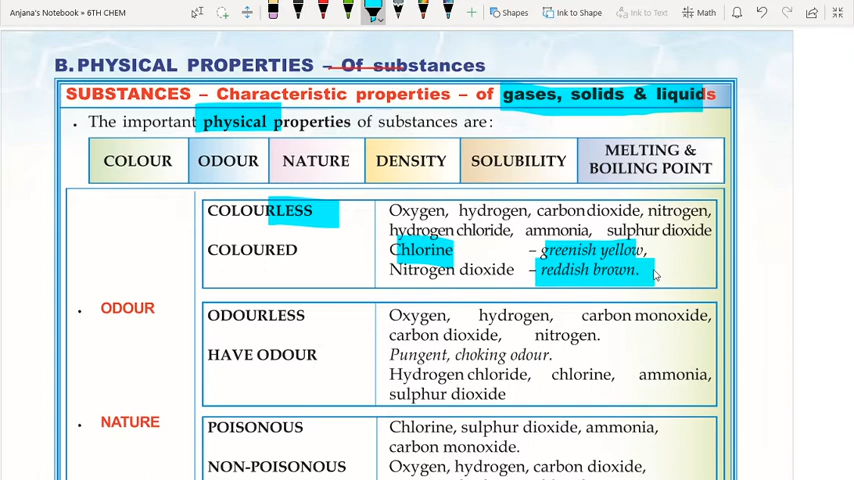 Anjana's Notebook » 6TH CHEM
Shapes
Ink to Shape
Ink to Text
Math
B. PHYSICAL PROPERTIES – Of substances
SUBSTANCES – Characteristic properties – of gases, solids & liquids
• The important physical properties of substances are:
COLOUR ODOUR NATURE DENSITY SOLUBILITY MELTING & BOILING POINT
COLOURLESS Oxygen, hydrogen, carbon dioxide, nitrogen,
hydrogen chloride, ammonia, sulphur dioxide
COLOURED Chlorine – greenish yellow,
Nitrogen dioxide – reddish brown.
• ODOUR
ODOURLESS Oxygen, hydrogen, carbon monoxide,
carbon dioxide, nitrogen.
HAVE ODOUR Pungent, choking odour.
Hydrogen chloride, chlorine, ammonia,
sulphur dioxide
• NATURE
POISONOUS Chlorine, sulphur dioxide, ammonia,
carbon monoxide.
NON-POISONOUS Oxygen, hydrogen, carbon dioxide,